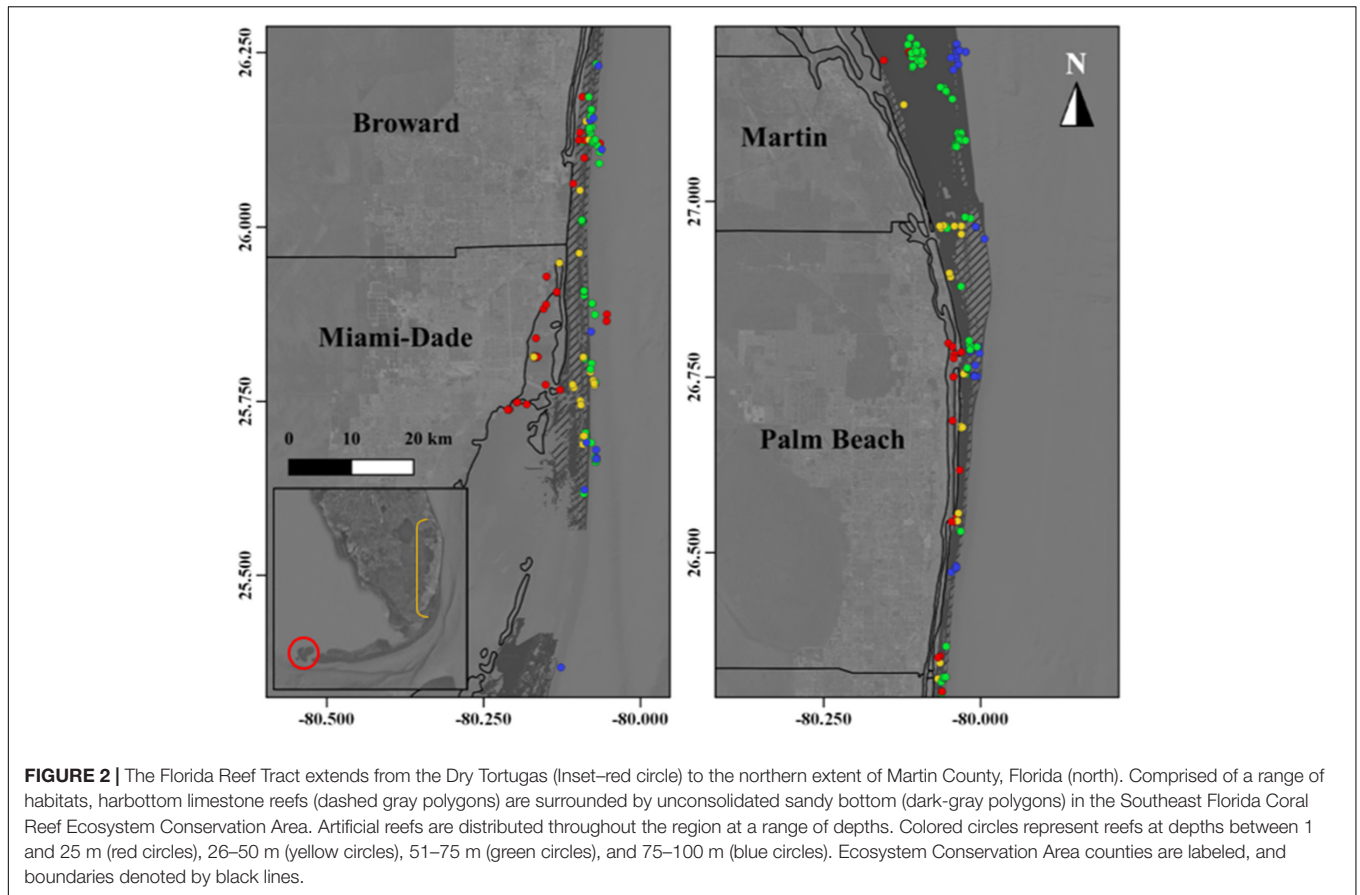 26.250
26.000
25.750
25.500
Broward
Miami-Dade
0 10 20 km
-80.500 -80.250 -80.000
N
Martin
Palm Beach
27.000
26.750
26.500
-80.250 -80.000
FIGURE 2 | The Florida Reef Tract extends from the Dry Tortugas (Inset–red circle) to the northern extent of Martin County, Florida (north). Comprised of a range of
habitats, harbottom limestone reefs (dashed gray polygons) are surrounded by unconsolidated sandy bottom (dark-gray polygons) in the Southeast Florida Coral
Reef Ecosystem Conservation Area. Artificial reefs are distributed throughout the region at a range of depths. Colored circles represent reefs at depths between 1
and 25 m (red circles), 26–50 m (yellow circles), 51–75 m (green circles), and 75–100 m (blue circles). Ecosystem Conservation Area counties are labeled, and
boundaries denoted by black lines.